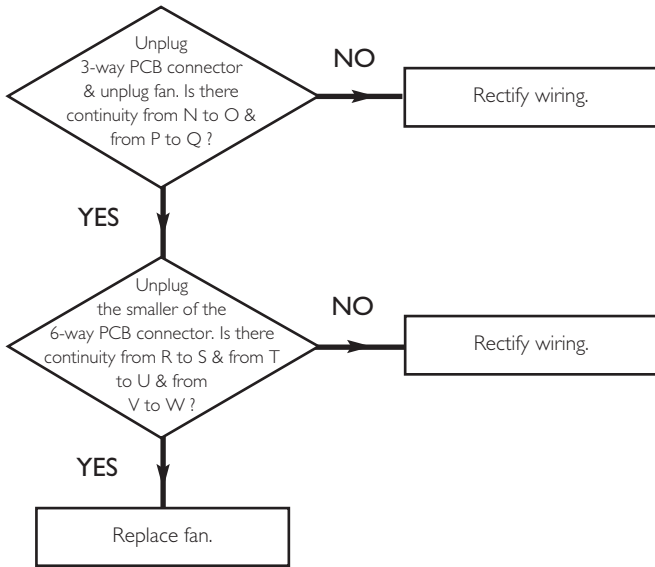 Unplug
3-way PCB connector
& unplug fan. Is there
continuity from N to O &
from P to Q ?
NO
Rectify wiring.
YES
Unplug
the smaller of the
6-way PCB connector. Is there
continuity from R to S & from T
to U & from
V to W ?
NO
Rectify wiring.
YES
Replace fan.